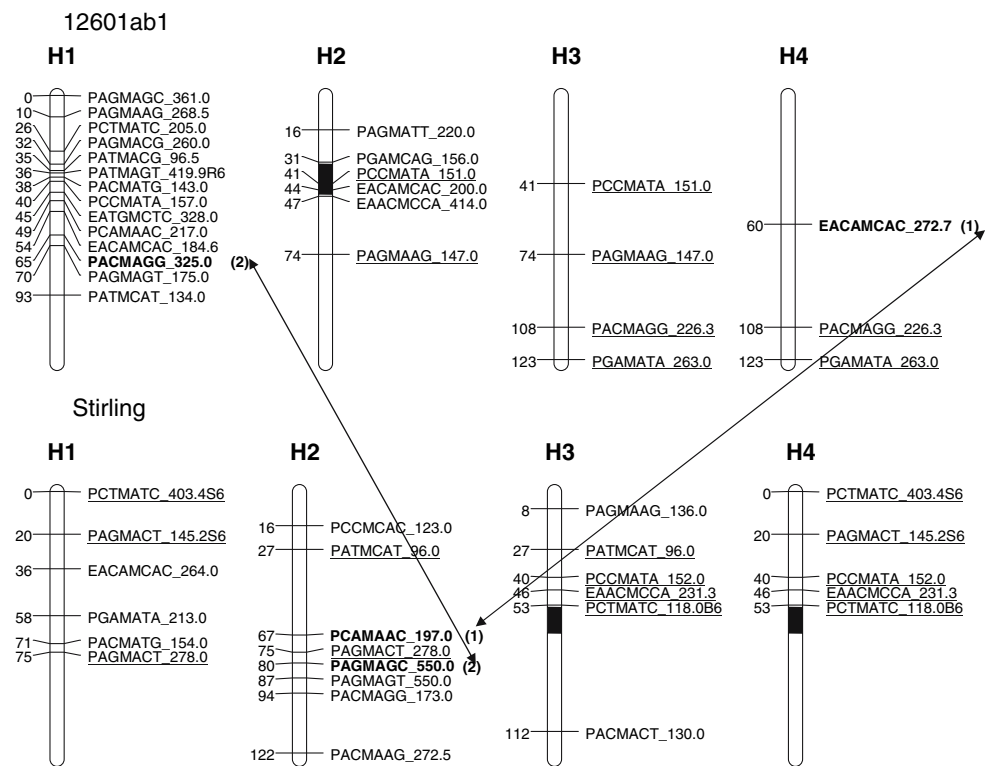 12601ab1
H1
0 PAGMAGC_361.0
10 PAGMAAG_268.5
26 PCTMATC_205.0
32 PAGMACG_260.0
35 PATMACG_96.5
36 PATMAGT_419.9R6
38 PACMATG_143.0
40 PCCMATA_157.0
45 EATGMCTC_328.0
49 PCAMAAC_217.0
54 EACAMCAC_184.6
65 PACMAGG_325.0 (2)
70 PAGMAGT_175.0
93 PATMCAT_134.0
H2
16 PAGMATT_220.0
31 PGAMCAG_156.0
41 PCCMATA_151.0
44 EACAMCAC_200.0
47 EAACMCCA_414.0
74 PAGMAAG_147.0
H3
41 PCCMATA_151.0
74 PAGMAAG_147.0
108 PACMAGG_226.3
123 PGAMATA_263.0
H4
60 EACAMCAC_272.7 (1)
108 PACMAGG_226.3
123 PGAMATA_263.0
Stirling
H1
0 PCTMATC_403.4S6
20 PAGMACT_145.2S6
36 EACAMCAC_264.0
58 PGAMATA_213.0
71 PACMATG_154.0
75 PAGMACT_278.0
H2
16 PCCMCAC_123.0
27 PATMCAT_96.0
67 PCAMAAC_197.0 (1)
75 PAGMACT_278.0
80 PAGMAGC_550.0 (2)
87 PAGMAGT_550.0
94 PACMAGG_173.0
122 PACMAAG_272.5
H3
8 PAGMAAG_136.0
27 PATMCAT_96.0
40 PCCMATA_152.0
46 EAACMCCA_231.3
53 PCTMATC_118.0B6
112 PACMACT_130.0
H4
0 PCTMATC_403.4S6
20 PAGMACT_145.2S6
40 PCCMATA_152.0
46 EAACMCCA_231.3
53 PCTMATC_118.0B6